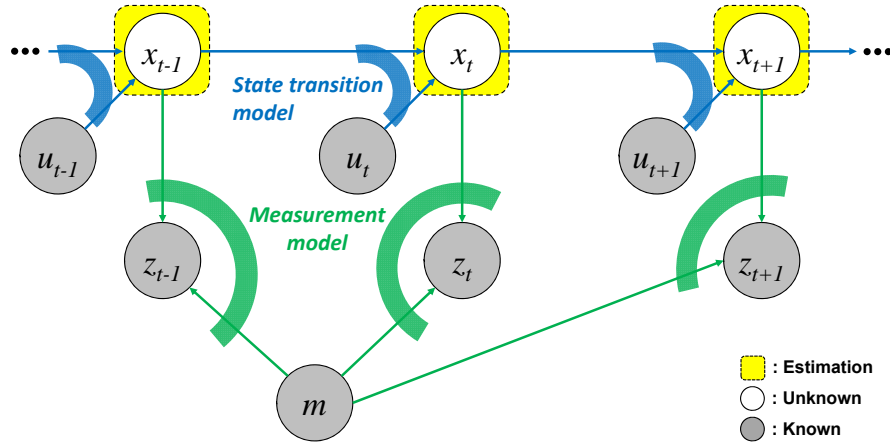 ••• x_{t-1} x_t x_{t+1} •••
State transition
model
u_{t-1} u_t u_{t+1}
Measurement
model
z_{t-1} z_t z_{t+1}
m
: Estimation
: Unknown
: Known